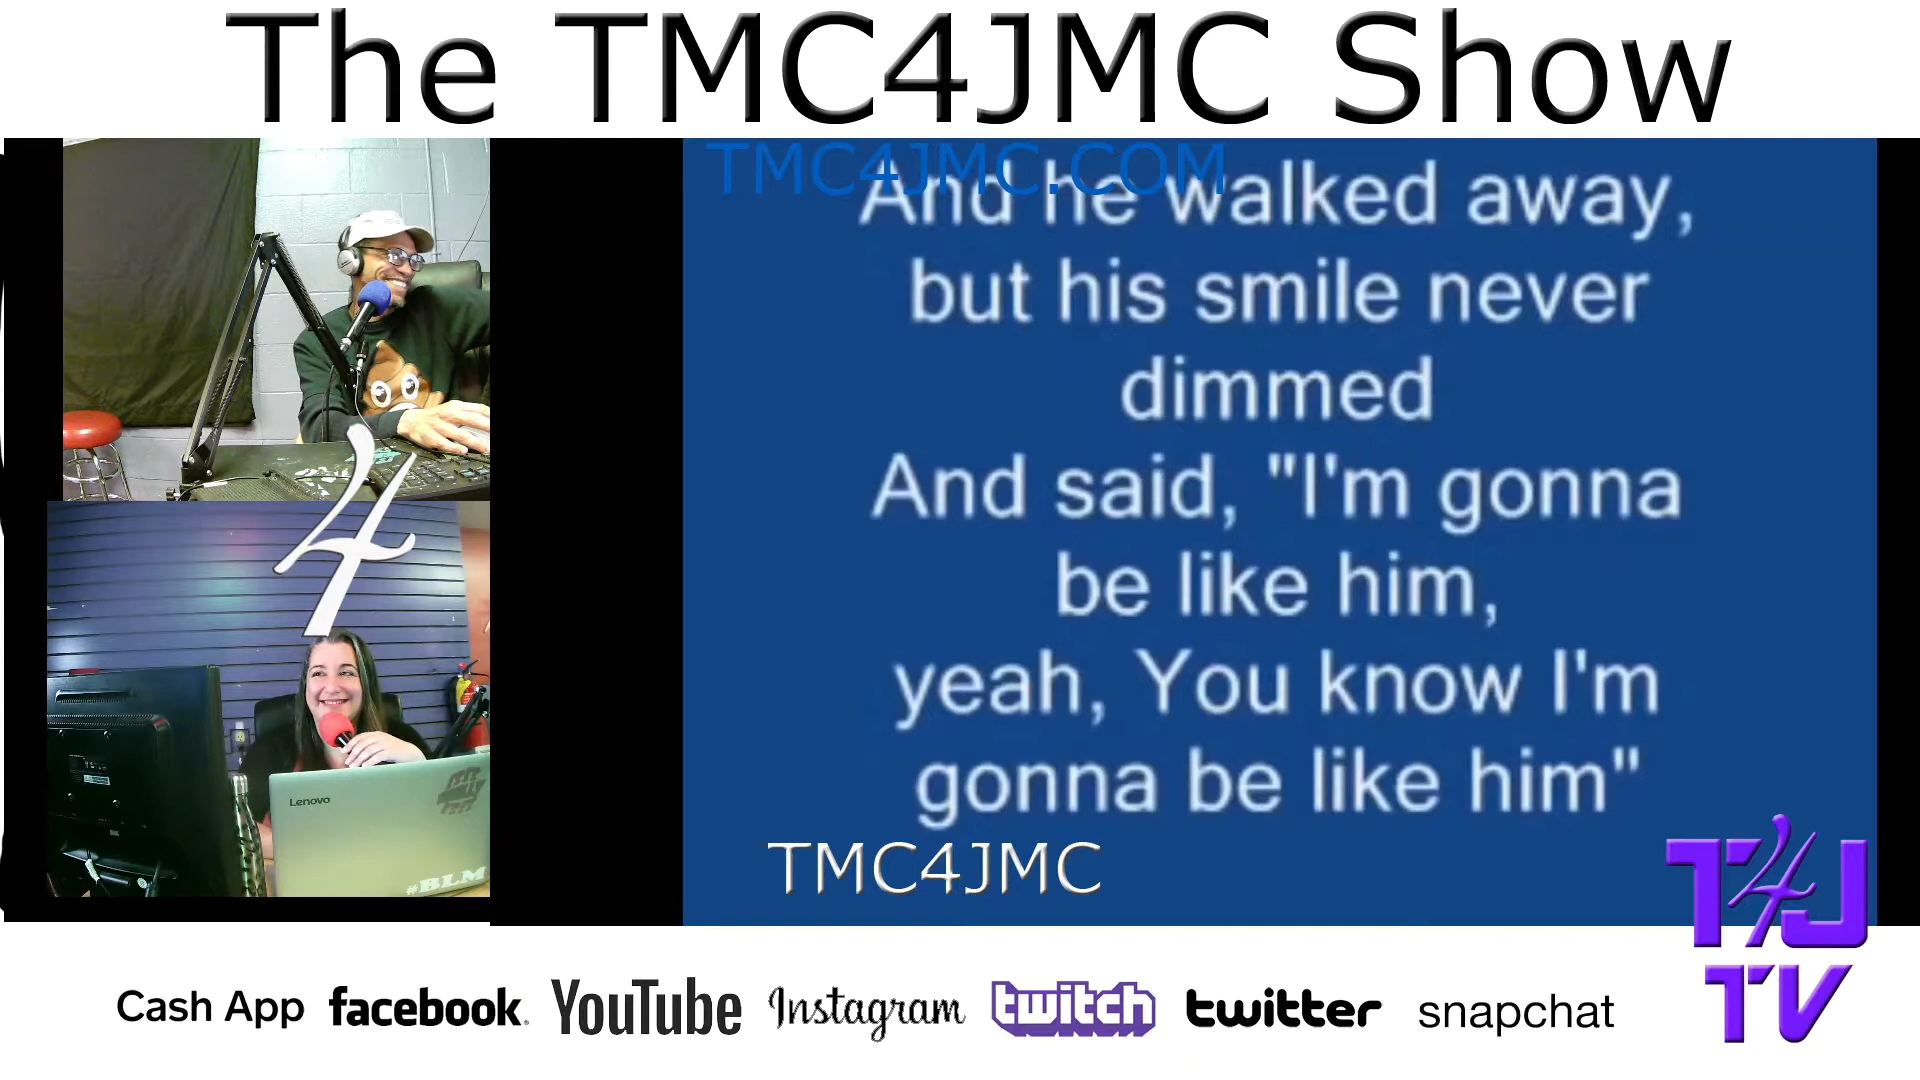 The TMC4JMC Show
TMC4JMC.COM
And he walked away,
but his smile never
dimmed
And said, "I'm gonna
be like him,
yeah, You know I'm
gonna be like him"
TMC4JMC
4
Lenovo
#BLM
T4J
TV
Cash App facebook. YouTube Instagram twitch twitter snapchat